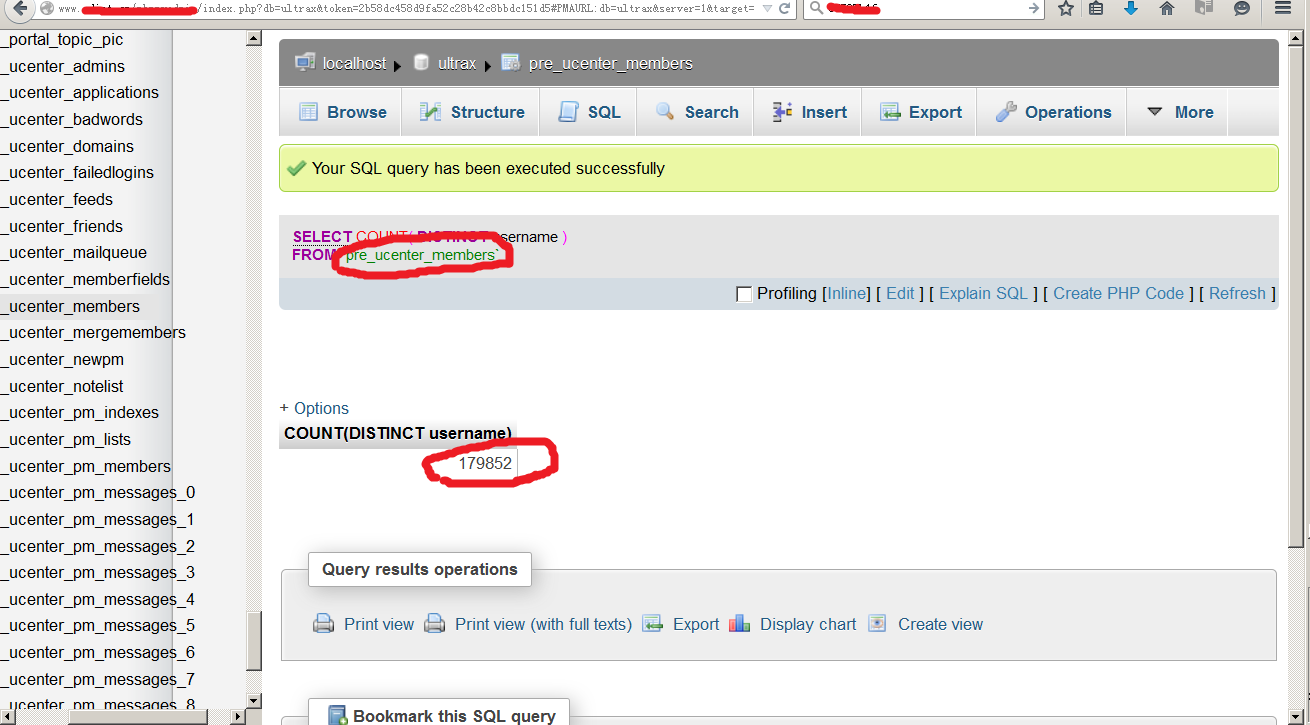 www.
/index.php?db=ultrax&token=2b58dc458d9fa52c28b42c8bbdc151d5#PMAURL:db=ultrax&server=1&target=
_portal_topic_pic
_ucenter_admins
_ucenter_applications
_ucenter_badwords
_ucenter_domains
_ucenter_failedlogins
_ucenter_feeds
_ucenter_friends
_ucenter_mailqueue
_ucenter_memberfields
_ucenter_members
_ucenter_mergemembers
_ucenter_newpm
_ucenter_notelist
_ucenter_pm_indexes
_ucenter_pm_lists
_ucenter_pm_members
_ucenter_pm_messages_0
_ucenter_pm_messages_1
_ucenter_pm_messages_2
_ucenter_pm_messages_3
_ucenter_pm_messages_4
_ucenter_pm_messages_5
_ucenter_pm_messages_6
_ucenter_pm_messages_7
_ucenter_pm_messages_8
localhost ultrax pre_ucenter_members
Browse Structure SQL Search Insert Export Operations More
Your SQL query has been executed successfully
SELECT COUNT( DISTINCT username )
FROM `pre_ucenter_members`
Profiling [Inline] [ Edit ] [ Explain SQL ] [ Create PHP Code ] [ Refresh ]
+ Options
COUNT(DISTINCT username)
179852
Query results operations
Print view Print view (with full texts) Export Display chart Create view
Bookmark this SQL query